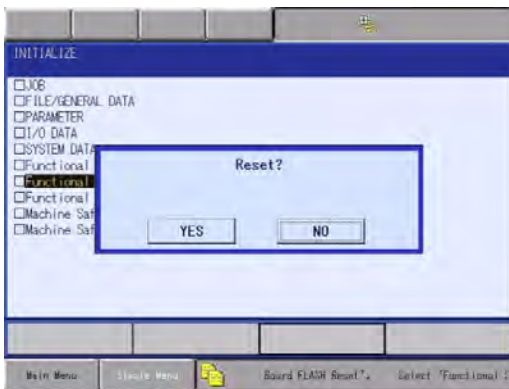 INITIALIZE
□JOB
□FILE/GENERAL DATA
□PARAMETER
□I/O DATA
□SYSTEM DATA
□Functional
□Functional
□Functional
□Machine Saf
□Machine Saf
Reset?
YES NO
Main Menu Simple Menu Board FLASH Reset". Select "Functional S